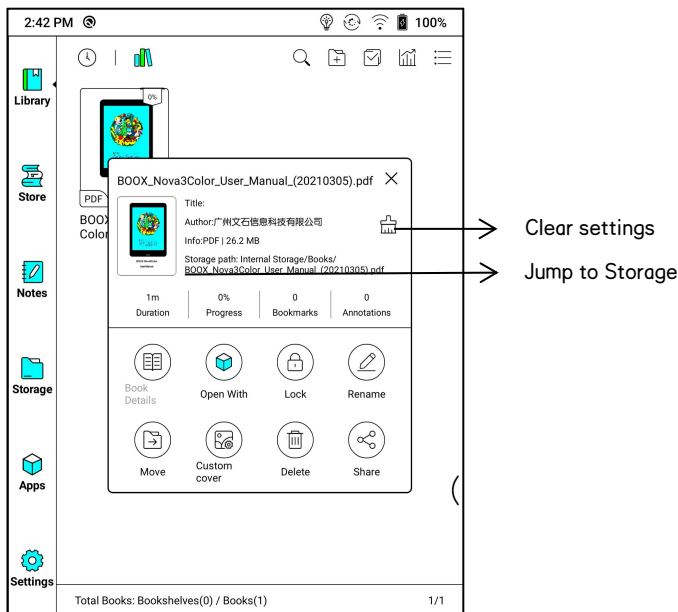 2:42 PM
100%
Library
0%
PDF
BOOX
Color
Store
Notes
Storage
Apps
Settings
BOOX_Nova3Color_User_Manual_(20210305).pdf
Title:
Author:广州文石信息科技有限公司
Info:PDF | 26.2 MB
Storage path: Internal Storage/Books/
BOOX_Nova3Color_User_Manual_(20210305).pdf
1m
Duration
0%
Progress
0
Bookmarks
0
Annotations
Book
Details
Open With
Lock
Rename
Move
Custom
cover
Delete
Share
Clear settings
Jump to Storage
Total Books: Bookshelves(0) / Books(1)
1/1